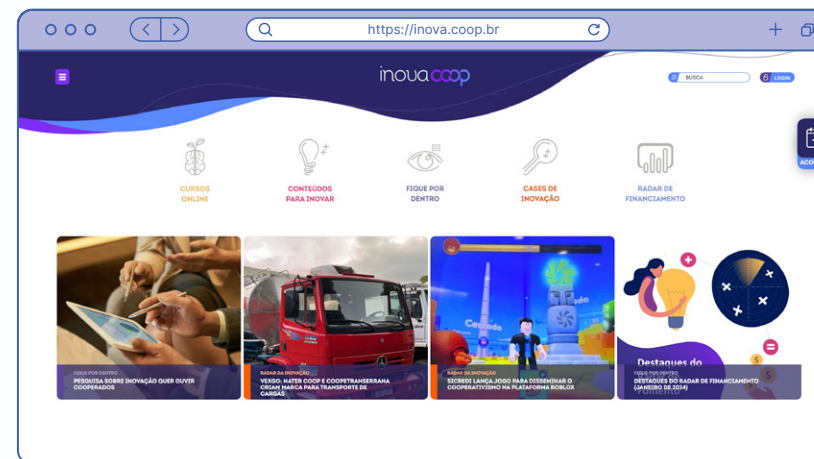 https://inova.coop.br
inovacoop
BUSCA
LOGIN
CURSOS
ONLINE
CONTEÚDOS
PARA INOVAR
FIQUE POR
DENTRO
CASES DE
INOVAÇÃO
RADAR DE
FINANCIAMENTO
FIQUE POR DENTRO
PESQUISA SOBRE INOVAÇÃO QUER OUVIR
COOPERADOS
RADAR DA INOVAÇÃO
VEXGO: NATER COOP E COOPETRANSERRANA
CRIAM MARCA PARA TRANSPORTE DE
CARGAS
RADAR DA INOVAÇÃO
SICREDI LANÇA JOGO PARA DISSEMINAR O
COOPERATIVISMO NA PLATAFORMA ROBLOX
Destaques do
FIQUE POR DENTRO
DESTAQUES DO RADAR DE FINANCIAMENTO
(JANEIRO DE 2024)
Fomento